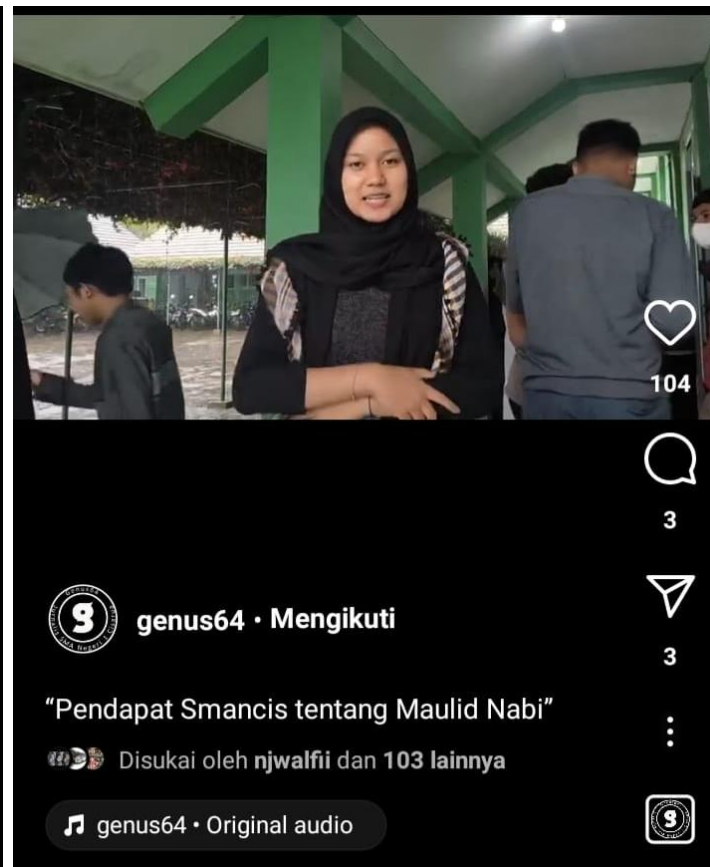 104
3
3
genus64 • Mengikuti
“Pendapat Smancis tentang Maulid Nabi”
Disukai oleh njwalfii dan 103 lainnya
genus64 • Original audio